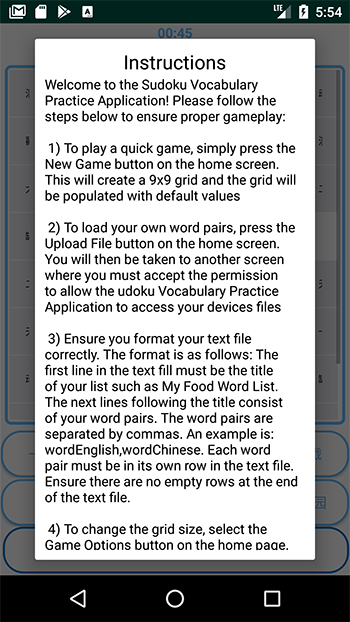 LTE 5:54
00:45
Instructions
Welcome to the Sudoku Vocabulary
Practice Application! Please follow the
steps below to ensure proper gameplay:
1) To play a quick game, simply press the
New Game button on the home screen.
This will create a 9x9 grid and the grid will
be populated with default values
2) To load your own word pairs, press the
Upload File button on the home screen.
You will then be taken to another screen
where you must accept the permission
to allow the udoku Vocabulary Practice
Application to access your devices files
3) Ensure you format your text file
correctly. The format is as follows: The
first line in the text fill must be the title
of your list such as My Food Word List.
The next lines following the title consist
of your word pairs. The word pairs are
separated by commas. An example is:
wordEnglish,wordChinese. Each word
pair must be in its own row in the text file.
Ensure there are no empty rows at the end
of the text file.
4) To change the grid size, select the
Game Options button on the home page.